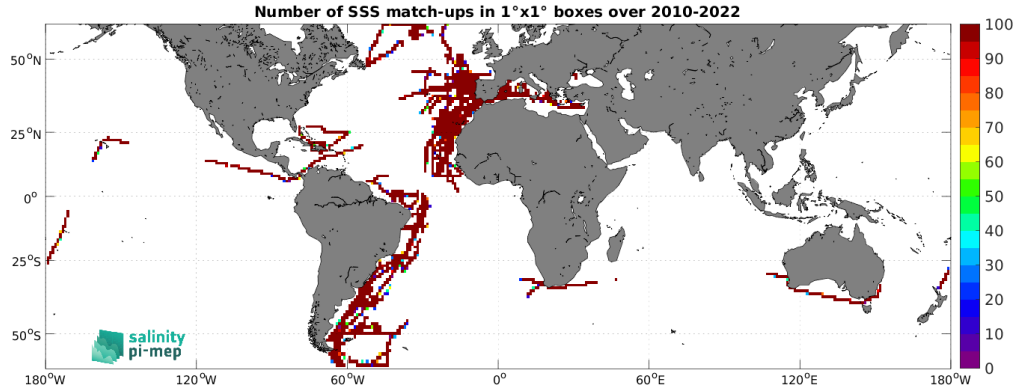 Number of SSS match-ups in 1°x1° boxes over 2010-2022
50°N
25°N
0°
25°S
50°S
180°W
120°W
60°W
0°
60°E
120°E
180°W
100
90
80
70
60
50
40
30
20
10
0
salinity
pi-mep